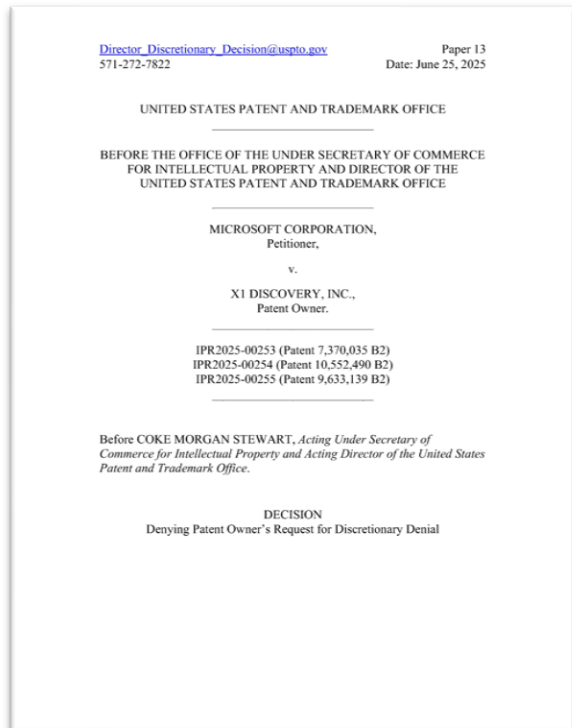 Director_Discretionary_Decision@uspto.gov Paper 13
571-272-7822 Date: June 25, 2025
UNITED STATES PATENT AND TRADEMARK OFFICE
BEFORE THE OFFICE OF THE UNDER SECRETARY OF COMMERCE
FOR INTELLECTUAL PROPERTY AND DIRECTOR OF THE
UNITED STATES PATENT AND TRADEMARK OFFICE
MICROSOFT CORPORATION,
Petitioner,
v.
X1 DISCOVERY, INC.,
Patent Owner.
IPR2025-00253 (Patent 7,370,035 B2)
IPR2025-00254 (Patent 10,552,490 B2)
IPR2025-00255 (Patent 9,633,139 B2)
Before COKE MORGAN STEWART, Acting Under Secretary of
Commerce for Intellectual Property and Acting Director of the United States
Patent and Trademark Office.
DECISION
Denying Patent Owner's Request for Discretionary Denial